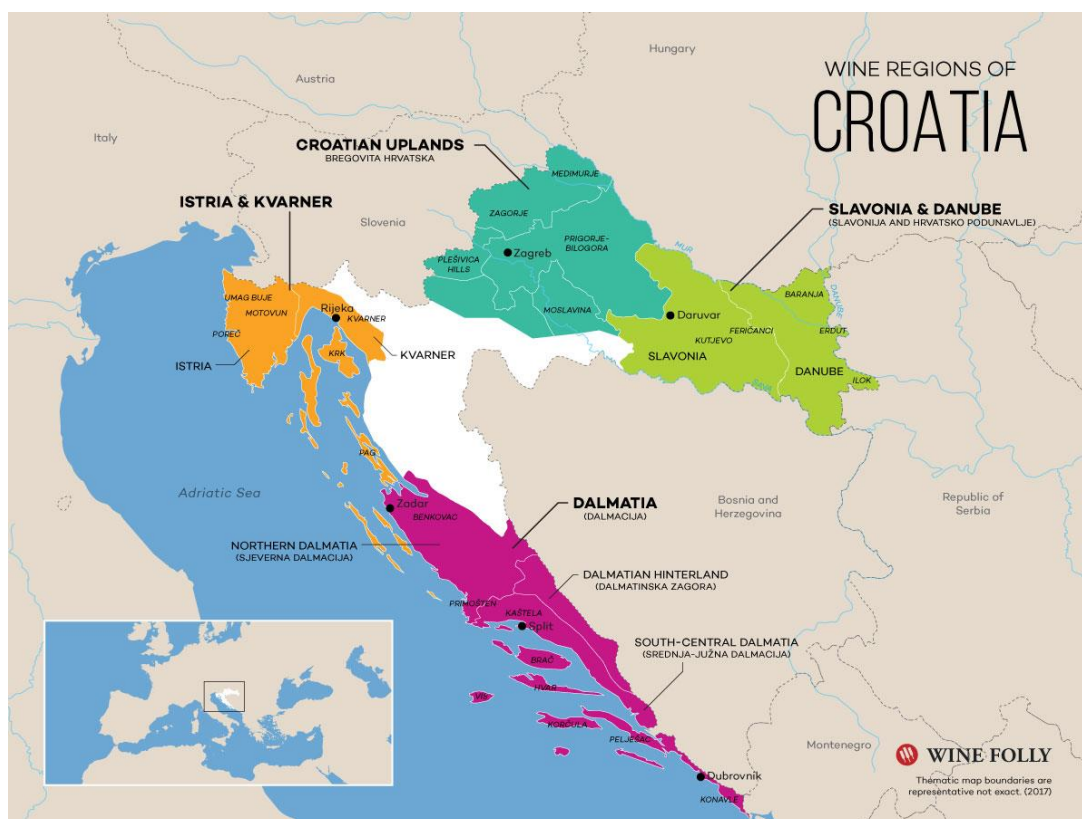 WINE REGIONS OF
CROATIA
Hungary
Austria
Italy
Slovenia
CROATIAN UPLANDS
BREGOVITA HRVATSKA
MEDIMURJE
ZAGORJE
PRIGORJE-
BILOGORA
Zagreb
PLEŠIVICA
HILLS
MOSLAVINA
ISTRIA & KVARNER
UMAG BUJE
MOTOVUN
POREČ
ISTRIA
Rijeka
KVARNER
KRK
KVARNER
PAG
SLAVONIA & DANUBE
(SLAVONIJA AND HRVATSKO PODUNAVLJE)
MUR
DANUBE
BARANJA
Daruvar
FERIČANCI
ERDUT
KUTJEVO
SLAVONIA
DANUBE
ILOK
SAVA
Adriatic Sea
Zadar
BENKOVAC
DALMATIA
(DALMACIJA)
Bosnia and
Herzegovina
Republic of
Serbia
NORTHERN DALMATIA
(SJEVERNA DALMACIJA)
DALMATIAN HINTERLAND
(DALMATINSKA ZAGORA)
PRIMOŠTEN
KAŠTELA
Split
SOUTH-CENTRAL DALMATIA
(SREDNJA-JUŽNA DALMACIJA)
BRAČ
HVAR
VIS
KORČULA
PELJEŠAC
Montenegro
Dubrovnik
KONAVLE
WINE FOLLY
Thematic map boundaries are
representative not exact. (2017)